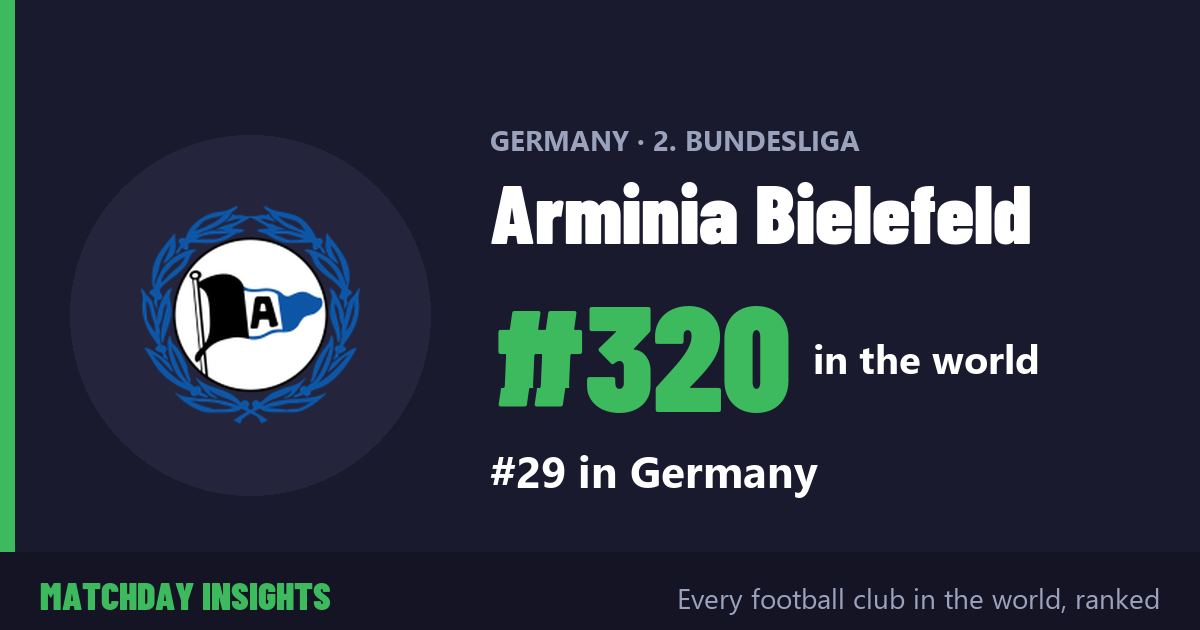 GERMANY · 2. BUNDESLIGA
Arminia Bielefeld
A
#320 in the world
#29 in Germany
MATCHDAY INSIGHTS
Every football club in the world, ranked